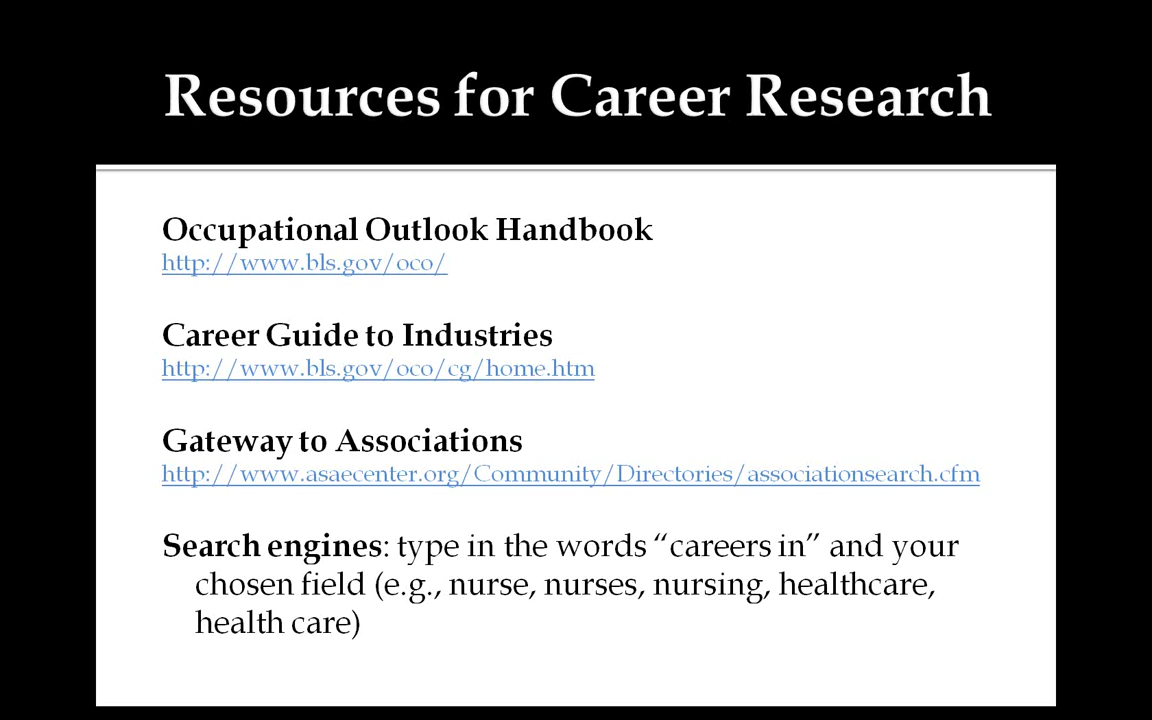 Resources for Career Research
Occupational Outlook Handbook
http://www.bls.gov/oco/
Career Guide to Industries
http://www.bls.gov/oco/cg/home.htm
Gateway to Associations
http://www.asaecenter.org/Community/Directories/associationsearch.cfm
Search engines: type in the words “careers in” and your
chosen field (e.g., nurse, nurses, nursing, healthcare,
health care)